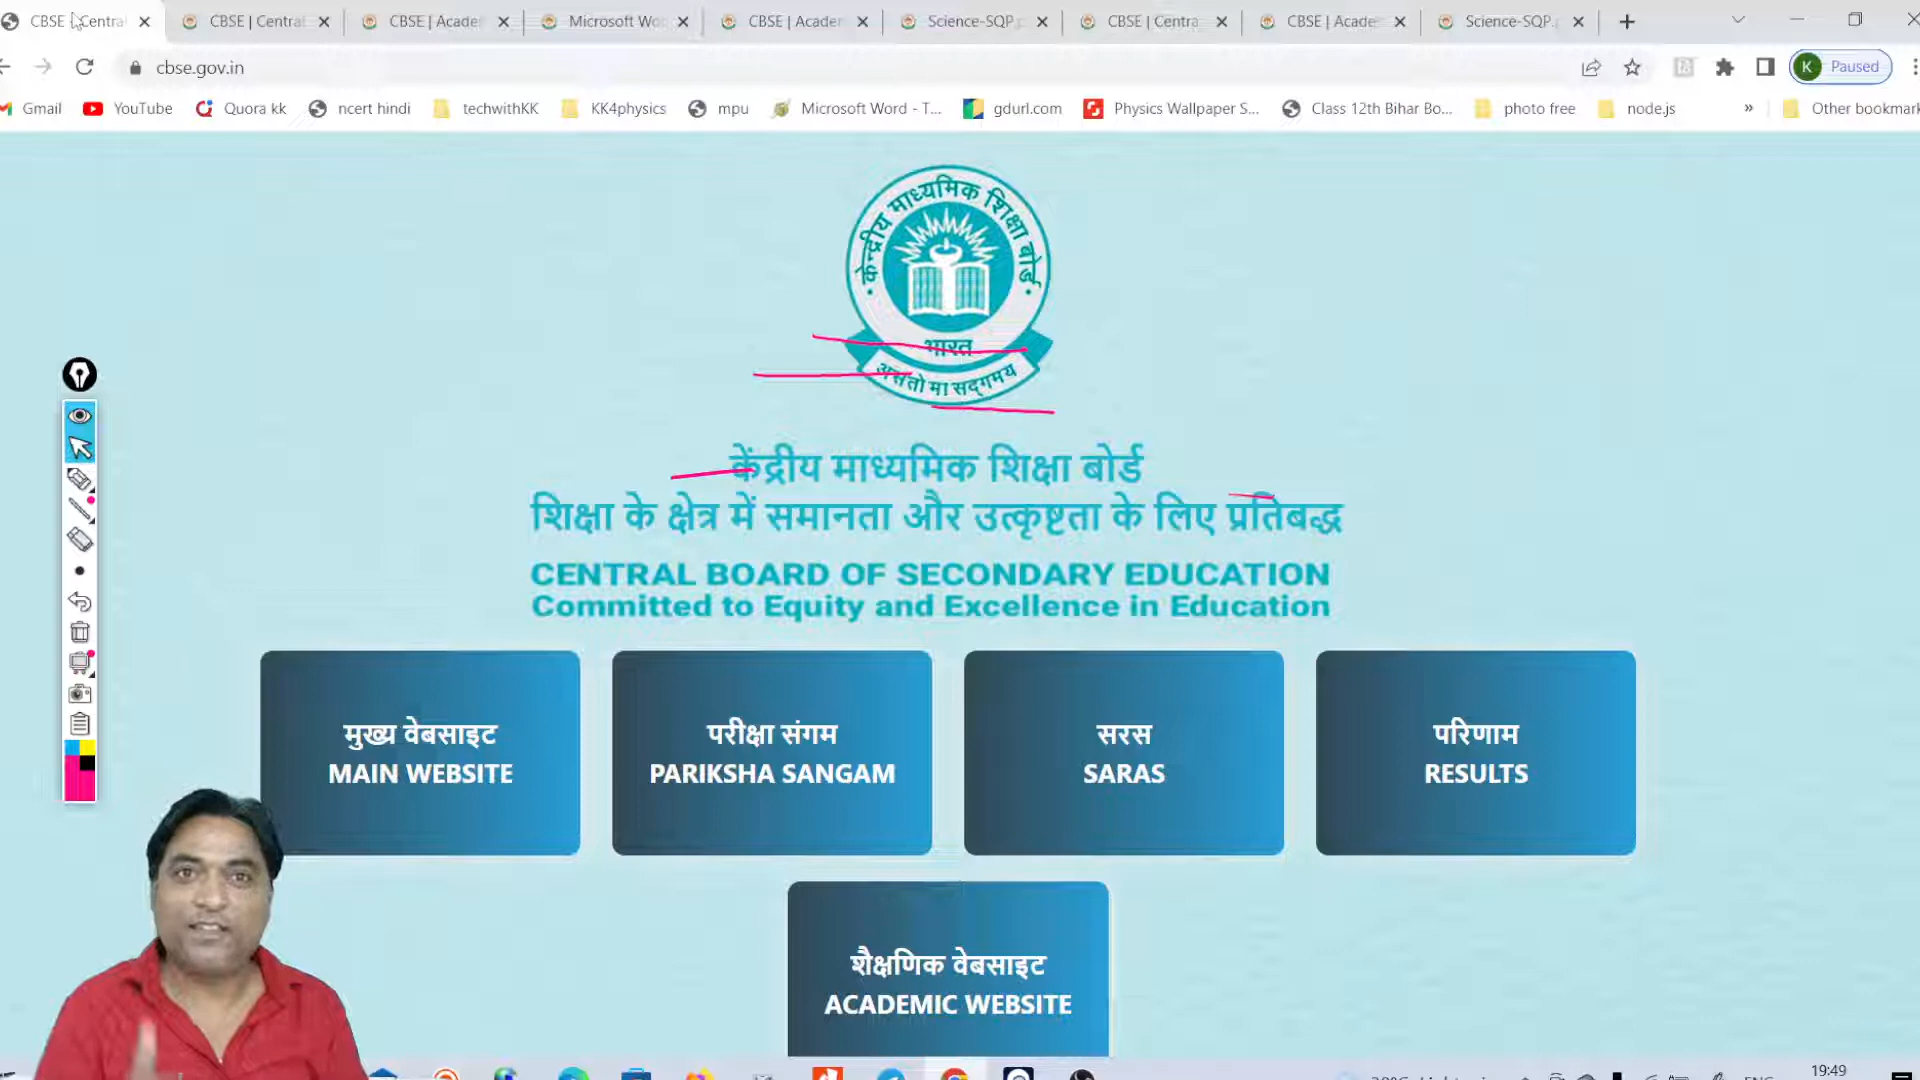 CBSE | Centra
CBSE | Central
CBSE | Acade
Microsoft Wo
CBSE | Acader
Science-SQP.
CBSE | Centra
CBSE | Acade
Science-SQP.
cbse.gov.in
K Paused
Gmail
YouTube
Quora kk
ncert hindi
techwithKK
KK4physics
mpu
Microsoft Word - T...
gdurl.com
Physics Wallpaper S...
Class 12th Bihar Bo...
photo free
node.js
»
Other bookmark
केन्द्रीय माध्यमिक शिक्षा बोर्ड
भारत
असतो मा सद्गमय
केंद्रीय माध्यमिक शिक्षा बोर्ड
शिक्षा के क्षेत्र में समानता और उत्कृष्टता के लिए प्रतिबद्ध
CENTRAL BOARD OF SECONDARY EDUCATION
Committed to Equity and Excellence in Education
मुख्य वेबसाइट
MAIN WEBSITE
परीक्षा संगम
PARIKSHA SANGAM
सरस
SARAS
परिणाम
RESULTS
शैक्षणिक वेबसाइट
ACADEMIC WEBSITE
19:49